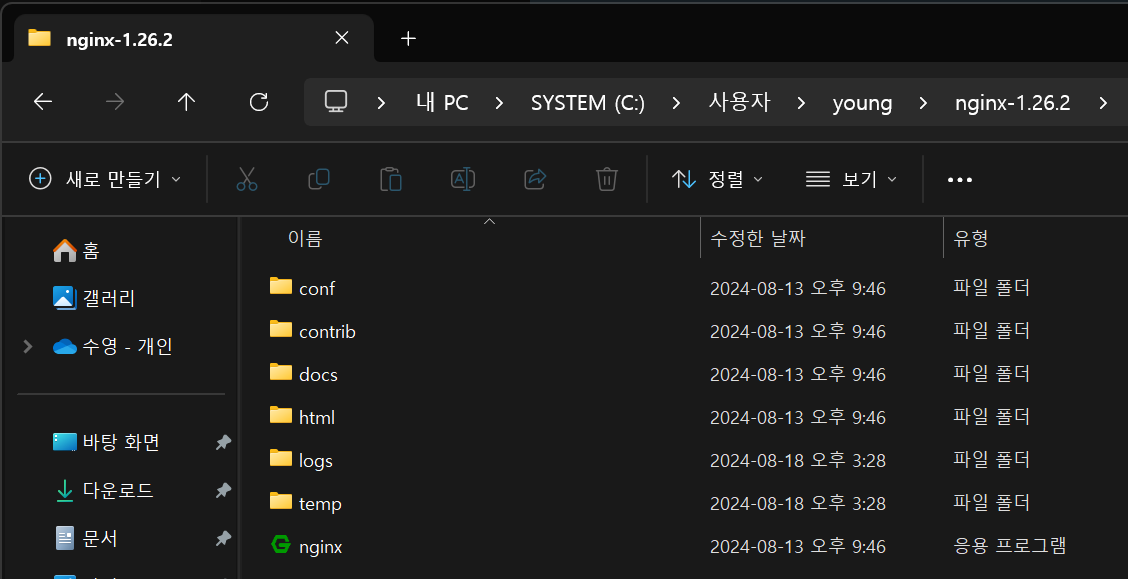 nginx-1.26.2
내 PC > SYSTEM (C:) > 사용자 > young > nginx-1.26.2 >
새로 만들기 정렬 보기
이름 수정한 날짜 유형
홈
갤러리
수영 - 개인
바탕 화면
다운로드
문서
conf 2024-08-13 오후 9:46 파일 폴더
contrib 2024-08-13 오후 9:46 파일 폴더
docs 2024-08-13 오후 9:46 파일 폴더
html 2024-08-13 오후 9:46 파일 폴더
logs 2024-08-18 오후 3:28 파일 폴더
temp 2024-08-18 오후 3:28 파일 폴더
nginx 2024-08-13 오후 9:46 응용 프로그램